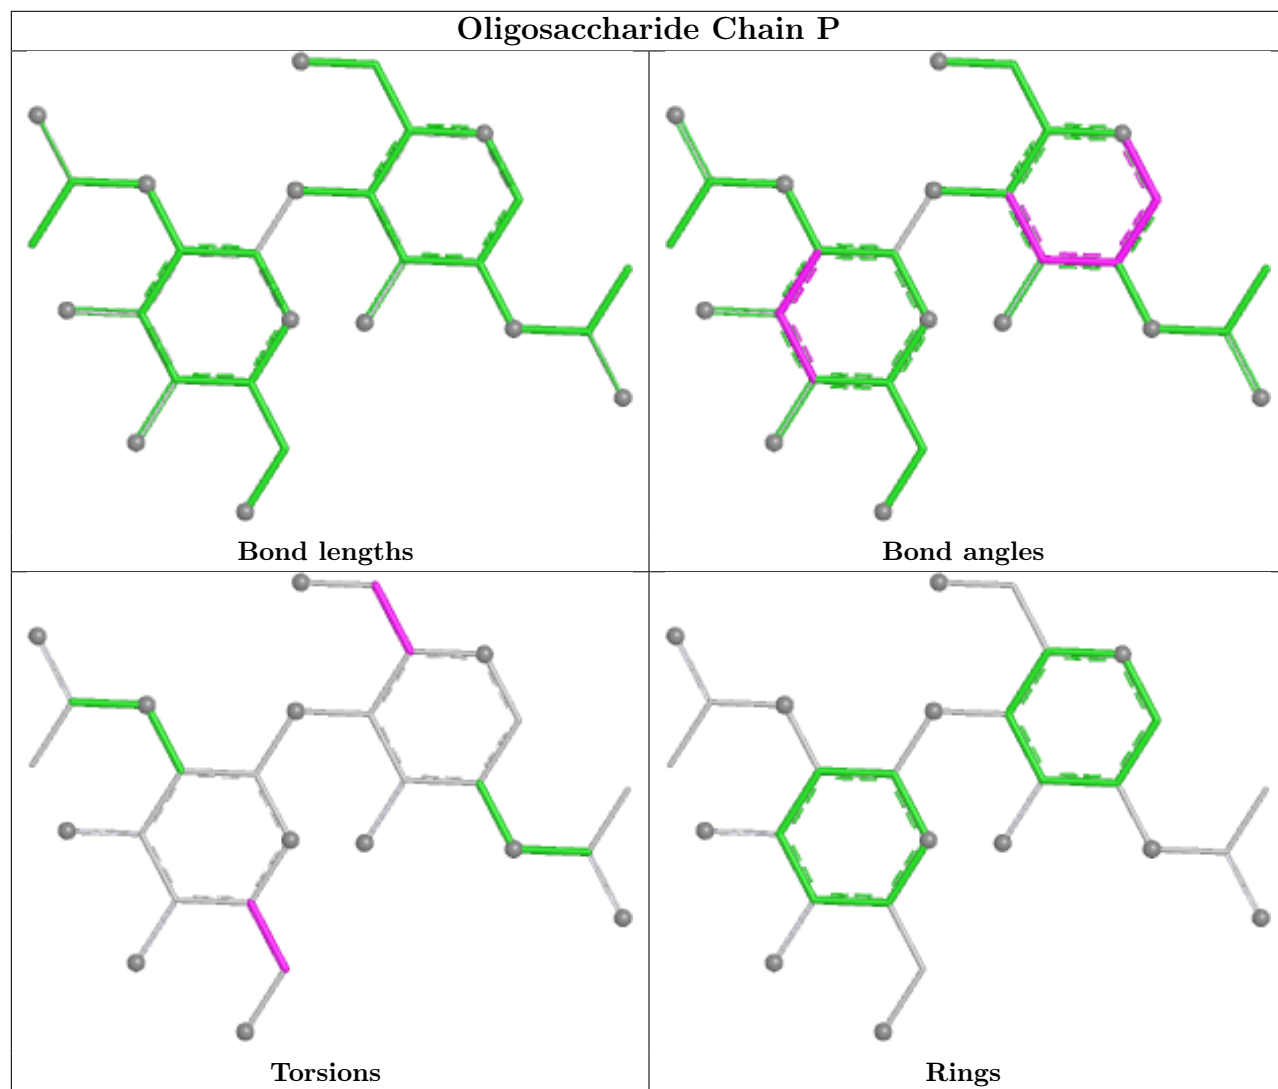 Oligosaccharide Chain P
Bond lengths
Bond angles
Torsions
Rings